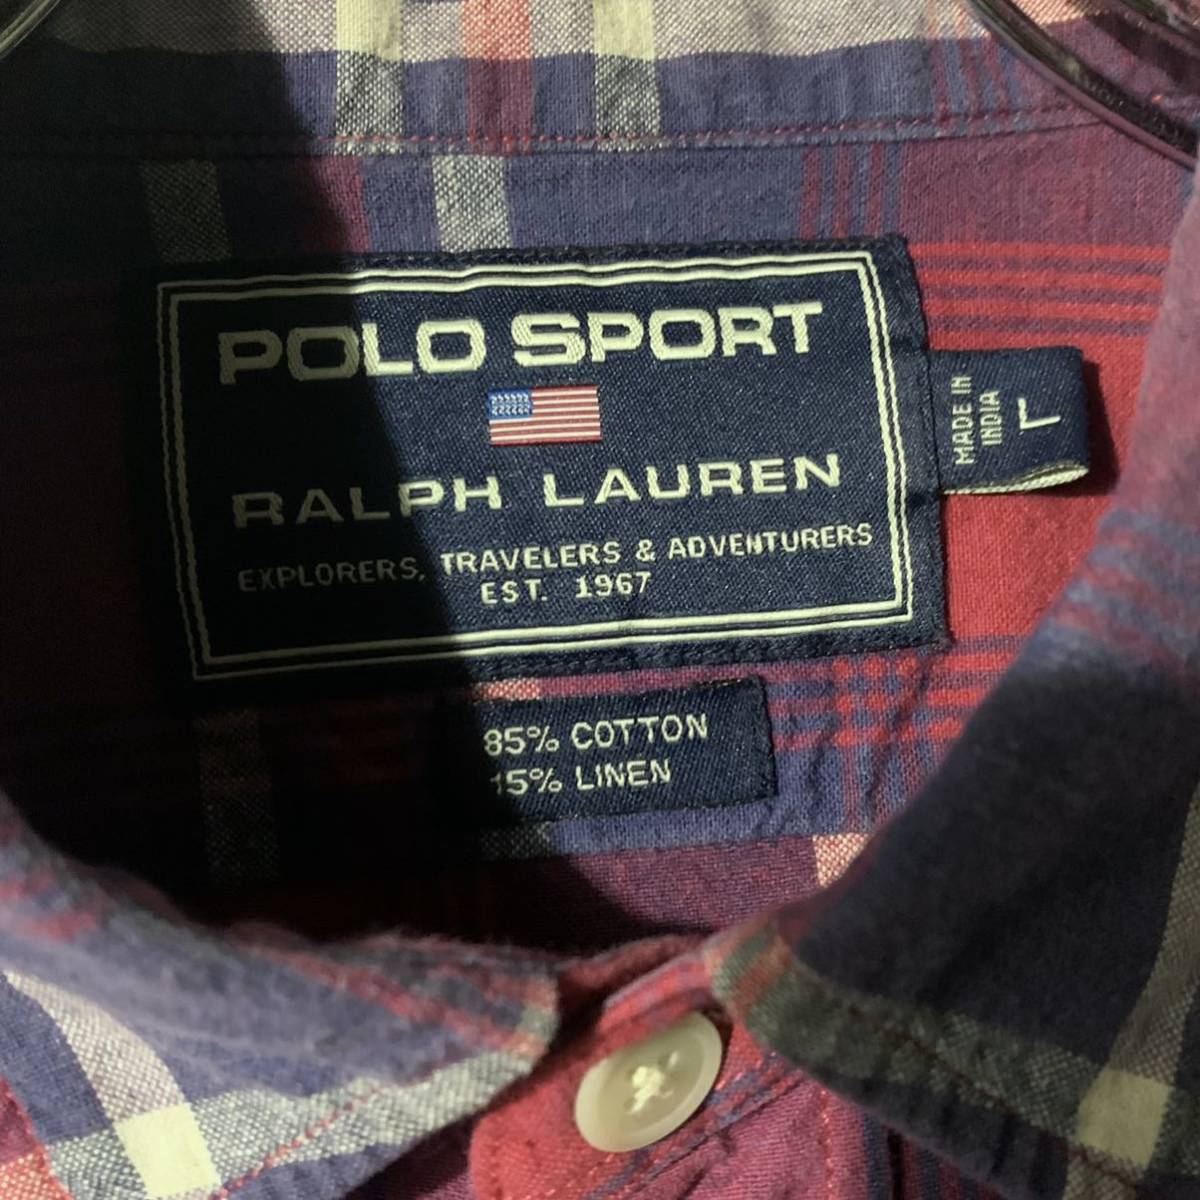 POLO SPORT
RALPH LAUREN
EXPLORERS, TRAVELERS & ADVENTURERS
EST. 1967
MADE IN
INDIA
L
85% COTTON
15% LINEN